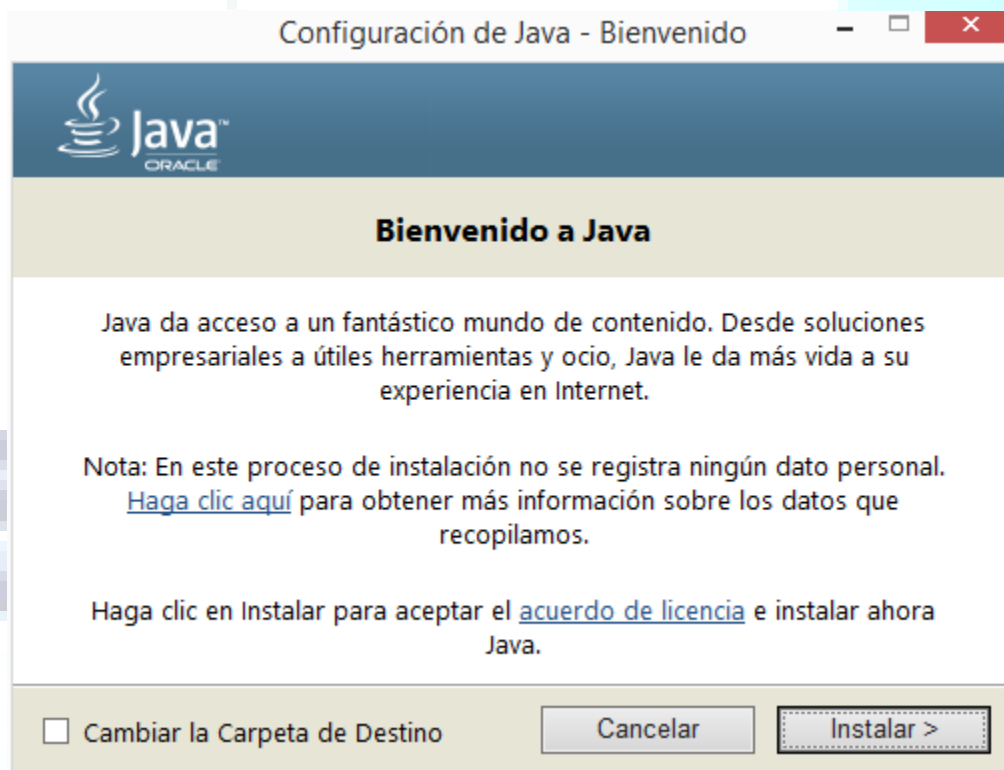 Configuración de Java - Bienvenido
Java™
ORACLE
Bienvenido a Java
Java da acceso a un fantástico mundo de contenido. Desde soluciones
empresariales a útiles herramientas y ocio, Java le da más vida a su
experiencia en Internet.
Nota: En este proceso de instalación no se registra ningún dato personal.
Haga clic aquí para obtener más información sobre los datos que
recopilamos.
Haga clic en Instalar para aceptar el acuerdo de licencia e instalar ahora
Java.
Cambiar la Carpeta de Destino
Cancelar
Instalar >